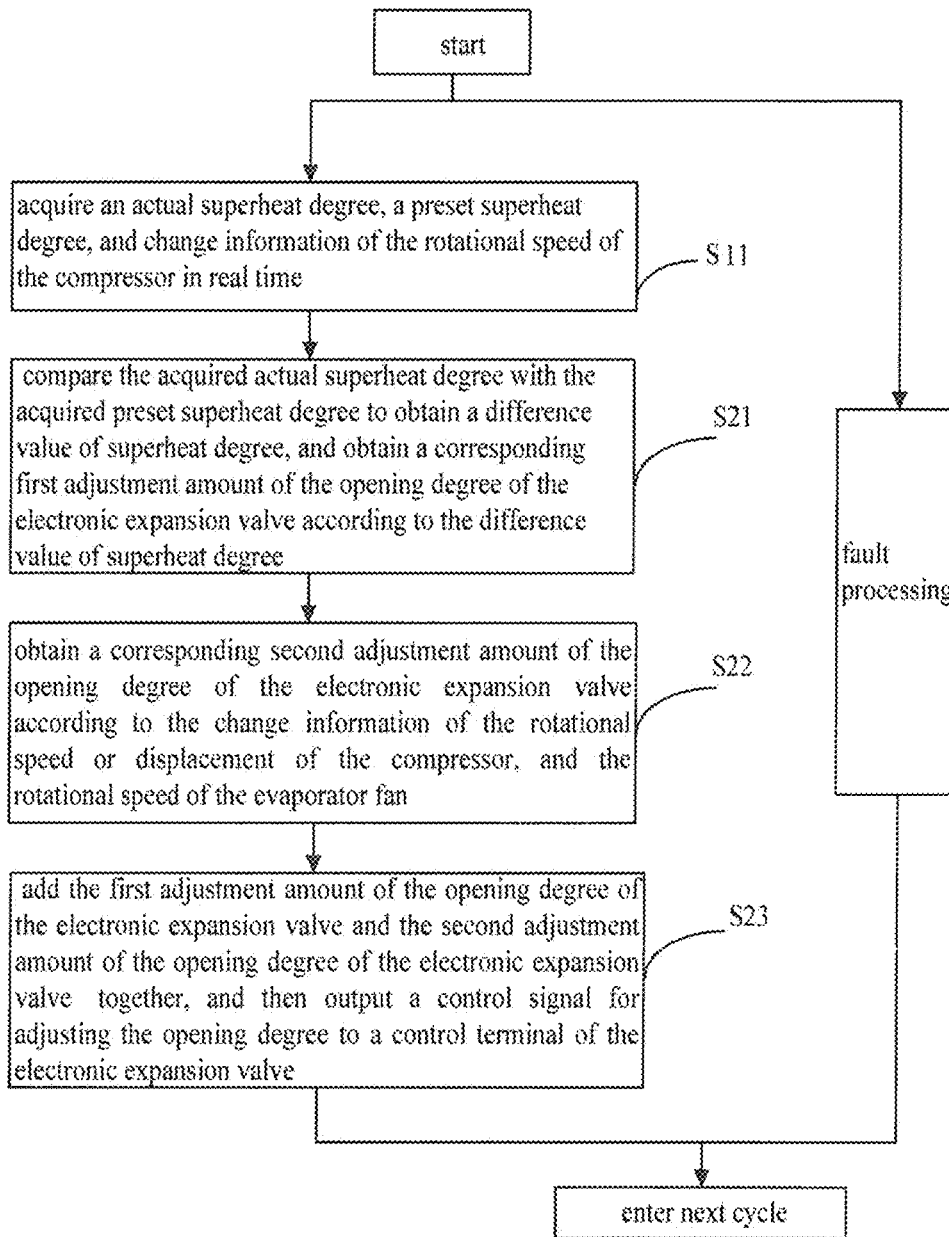 start
acquire an actual superheat degree, a preset superheat
degree, and change information of the rotational speed of
the compressor in real time
S11
compare the acquired actual superheat degree with the
acquired preset superheat degree to obtain a difference
value of superheat degree, and obtain a corresponding
first adjustment amount of the opening degree of the
electronic expansion valve according to the difference
value of superheat degree
S21
fault
processing
obtain a corresponding second adjustment amount of the
opening degree of the electronic expansion valve
according to the change information of the rotational
speed or displacement of the compressor, and the
rotational speed of the evaporator fan
S22
add the first adjustment amount of the opening degree of
the electronic expansion valve and the second adjustment
amount of the opening degree of the electronic expansion
valve together, and then output a control signal for
adjusting the opening degree to a control terminal of the
electronic expansion valve
S23
enter next cycle